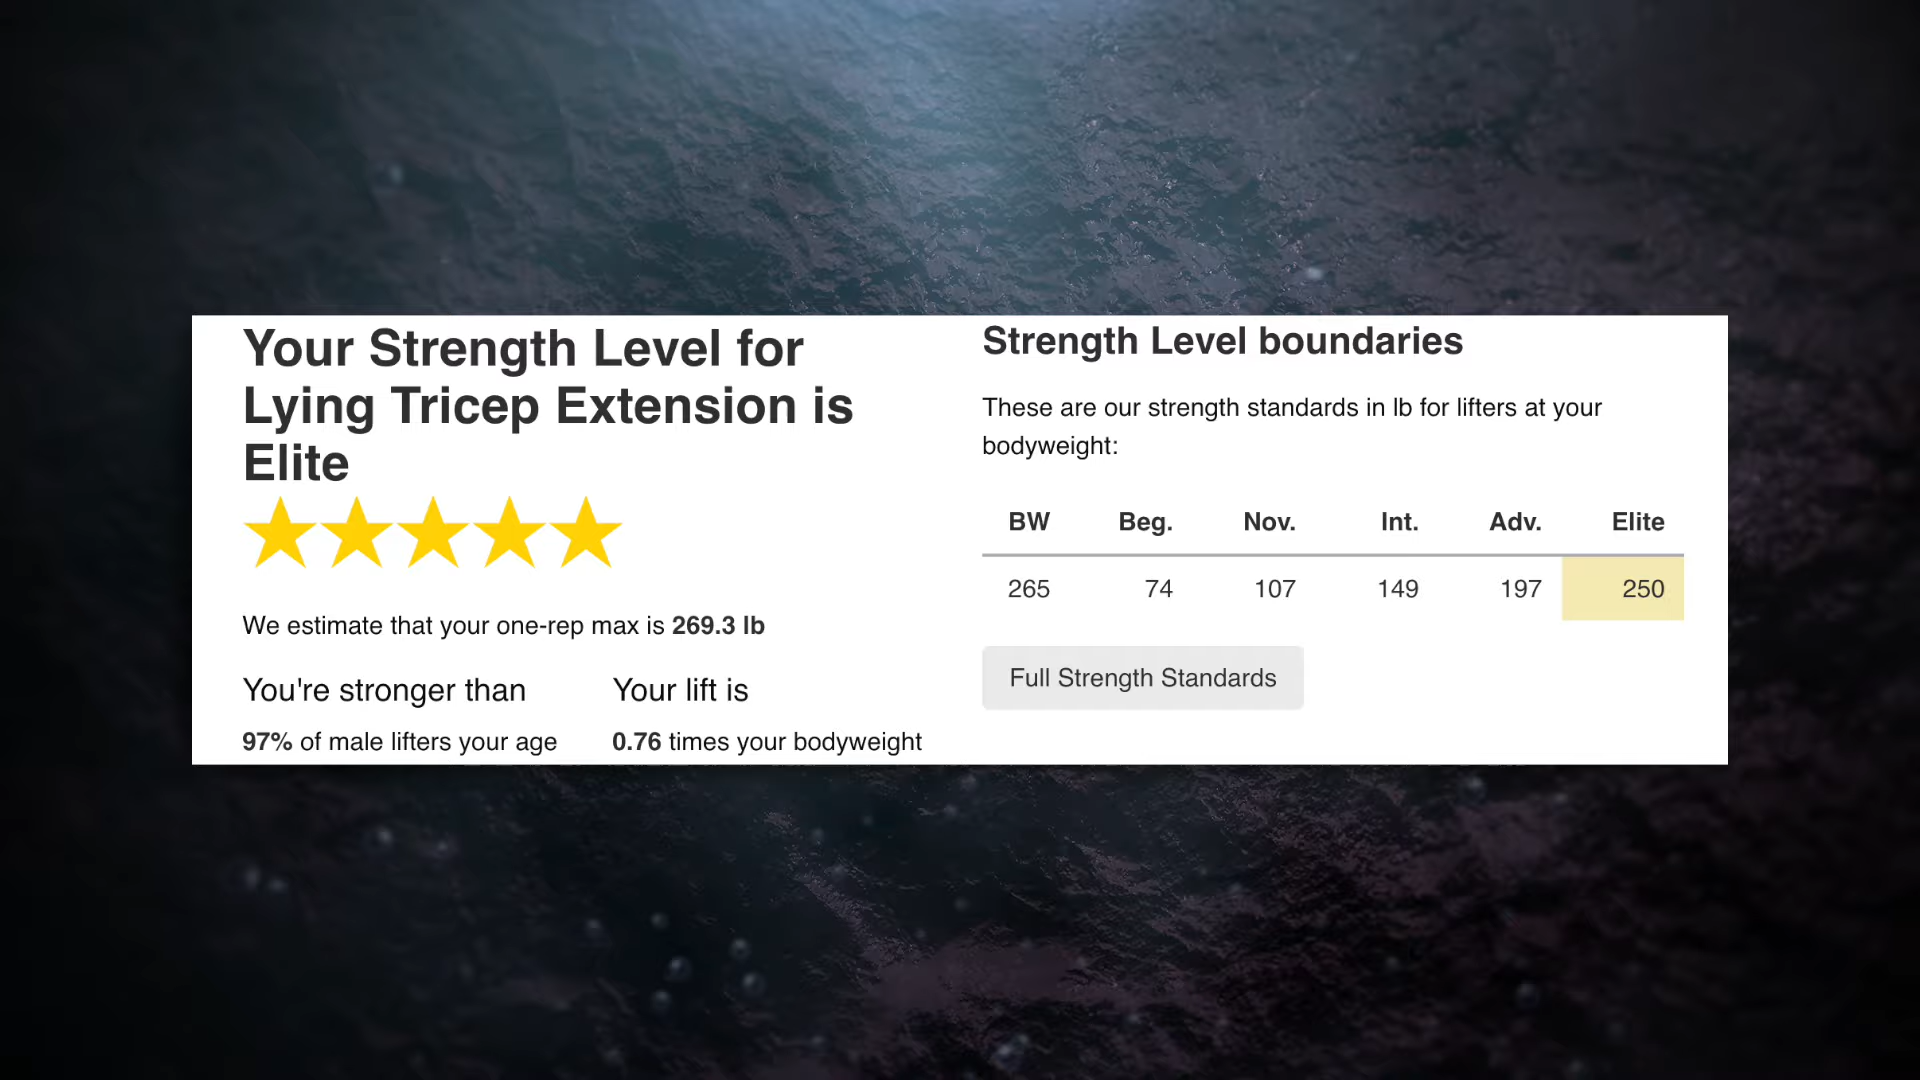 Your Strength Level for
Lying Tricep Extension is
Elite
We estimate that your one-rep max is 269.3 lb
You're stronger than
97% of male lifters your age
Your lift is
0.76 times your bodyweight
Strength Level boundaries
These are our strength standards in lb for lifters at your
bodyweight:
BW Beg. Nov. Int. Adv. Elite
265 74 107 149 197 250
Full Strength Standards